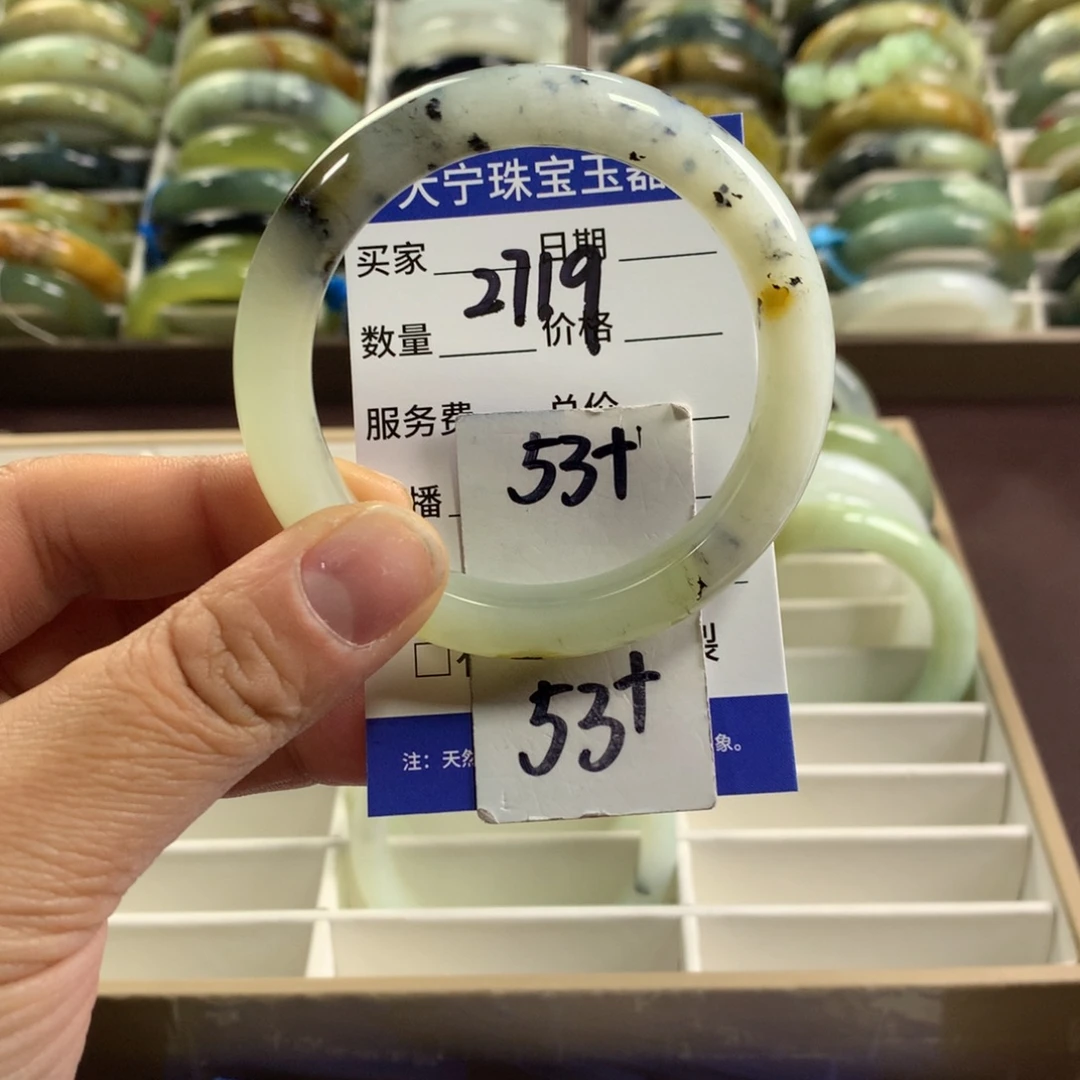 天宁珠宝玉器
买家 日期
2719
数量 价格
服务费 总价
53+
播
53+
注：天然 象。